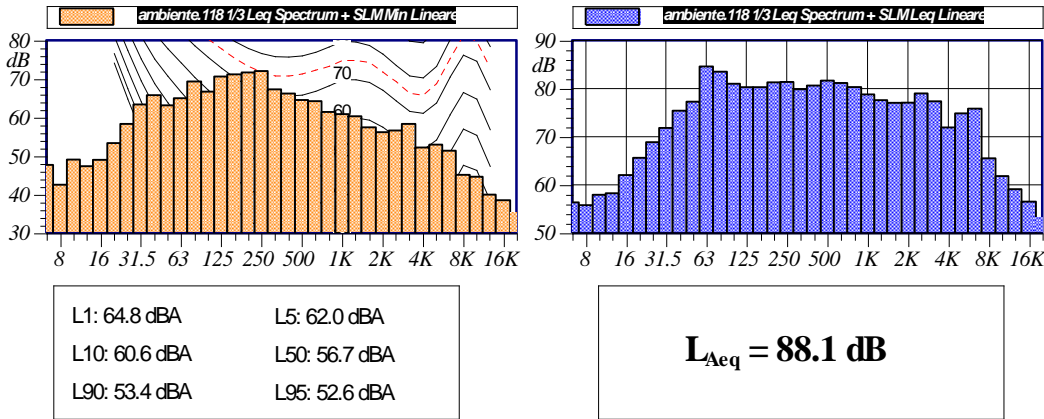 ambiente.118 1/3 Leq Spectrum + SLM Min Lineare
80
dB
70
60
50
40
30
70
60
8 16 31.5 63 125 250 500 1K 2K 4K 8K 16K
ambiente.118 1/3 Leq Spectrum + SLM Leq Lineare
90
dB
80
70
60
50
8 16 31.5 63 125 250 500 1K 2K 4K 8K 16K
L1: 64.8 dBA L5: 62.0 dBA
L10: 60.6 dBA L50: 56.7 dBA
L90: 53.4 dBA L95: 52.6 dBA
LAeq = 88.1 dB